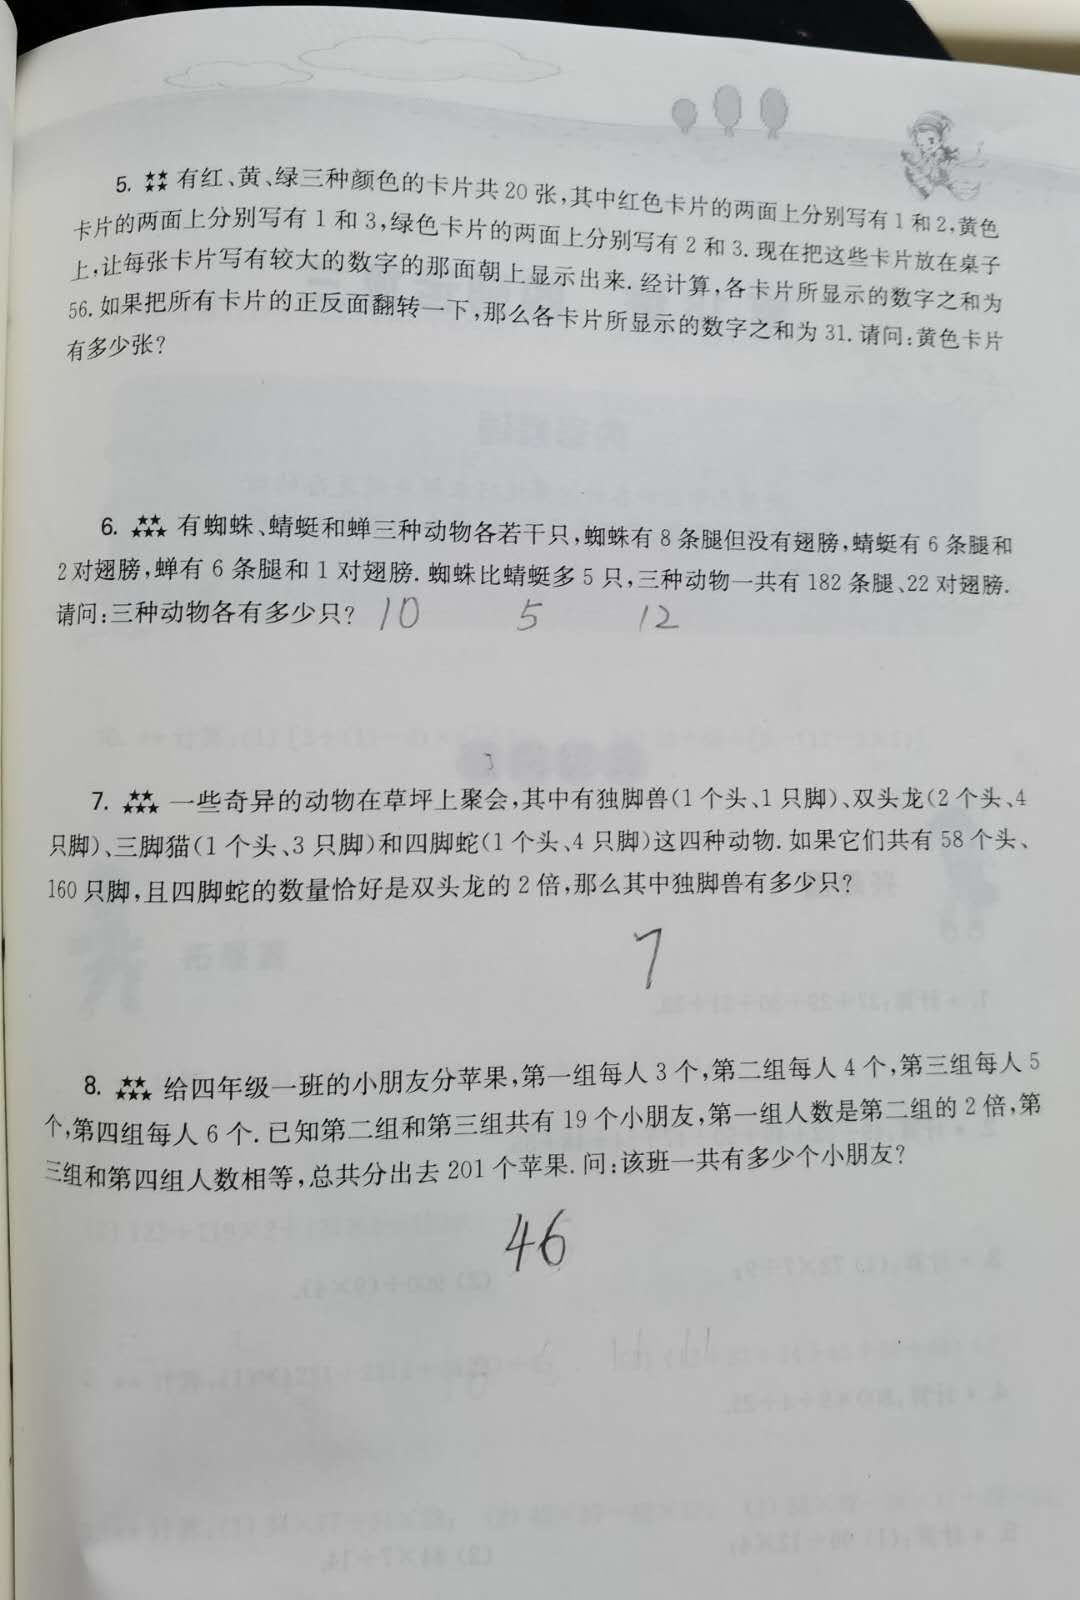 5. ★★★★ 有红、黄、绿三种颜色的卡片共20张,其中红色卡片的两面上分别写有1和2,黄色
卡片的两面上分别写有1和3,绿色卡片的两面上分别写有2和3.现在把这些卡片放在桌子
上,让每张卡片写有较大的数字的那面朝上显示出来.经计算,各卡片所显示的数字之和为
56.如果把所有卡片的正反面翻转一下,那么各卡片所显示的数字之和为31.请问:黄色卡片
有多少张?
6. ★★★★★ 有蜘蛛、蜻蜓和蝉三种动物各若干只,蜘蛛有8条腿但没有翅膀,蜻蜓有6条腿和
2对翅膀,蝉有6条腿和1对翅膀.蜘蛛比蜻蜓多5只,三种动物一共有182条腿、22对翅膀.
请问:三种动物各有多少只? 10 5 12
7. ★★★★★ 一些奇异的动物在草坪上聚会,其中有独脚兽(1个头、1只脚)、双头龙(2个头、4
只脚)、三脚猫(1个头、3只脚)和四脚蛇(1个头、4只脚)这四种动物.如果它们共有58个头、
160只脚,且四脚蛇的数量恰好是双头龙的2倍,那么其中独脚兽有多少只?
7
8. ★★★★★ 给四年级一班的小朋友分苹果,第一组每人3个,第二组每人4个,第三组每人5
个,第四组每人6个.已知第二组和第三组共有19个小朋友,第一组人数是第二组的2倍,第
三组和第四组人数相等,总共分出去201个苹果.问:该班一共有多少个小朋友?
46